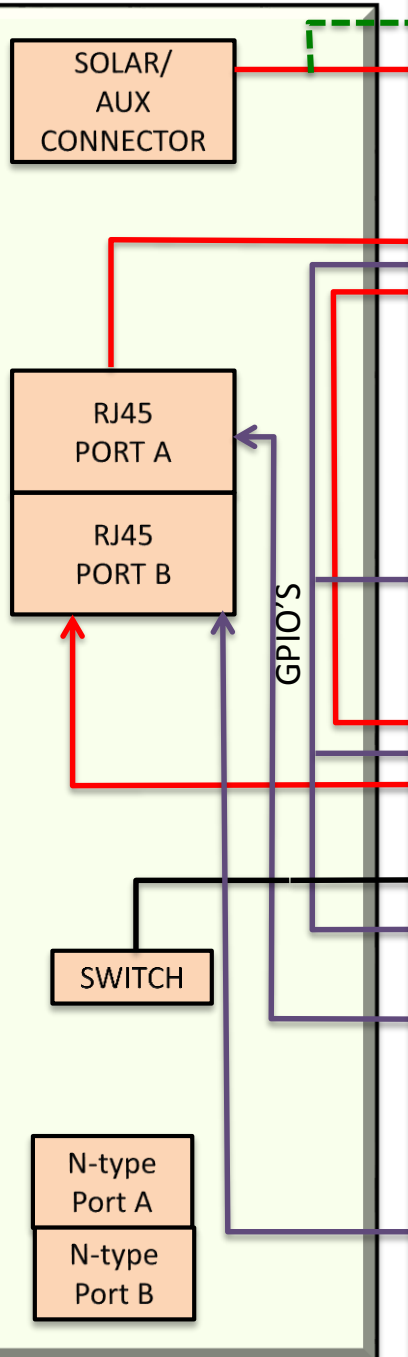 SOLAR/
AUX
CONNECTOR
RJ45
PORT A
RJ45
PORT B
GPIO'S
SWITCH
N-type
Port A
N-type
Port B